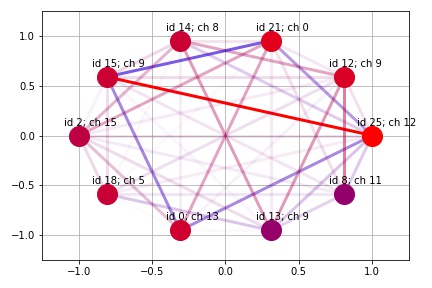 id 14; ch 8
id 21; ch 0
id 15; ch 9
id 12; ch 9
id 2; ch 15
id 25; ch 12
id 18; ch 5
id 8; ch 11
id 0; ch 13
id 13; ch 9
1.0
0.5
0.0
−0.5
−1.0
−1.0
−0.5
0.0
0.5
1.0